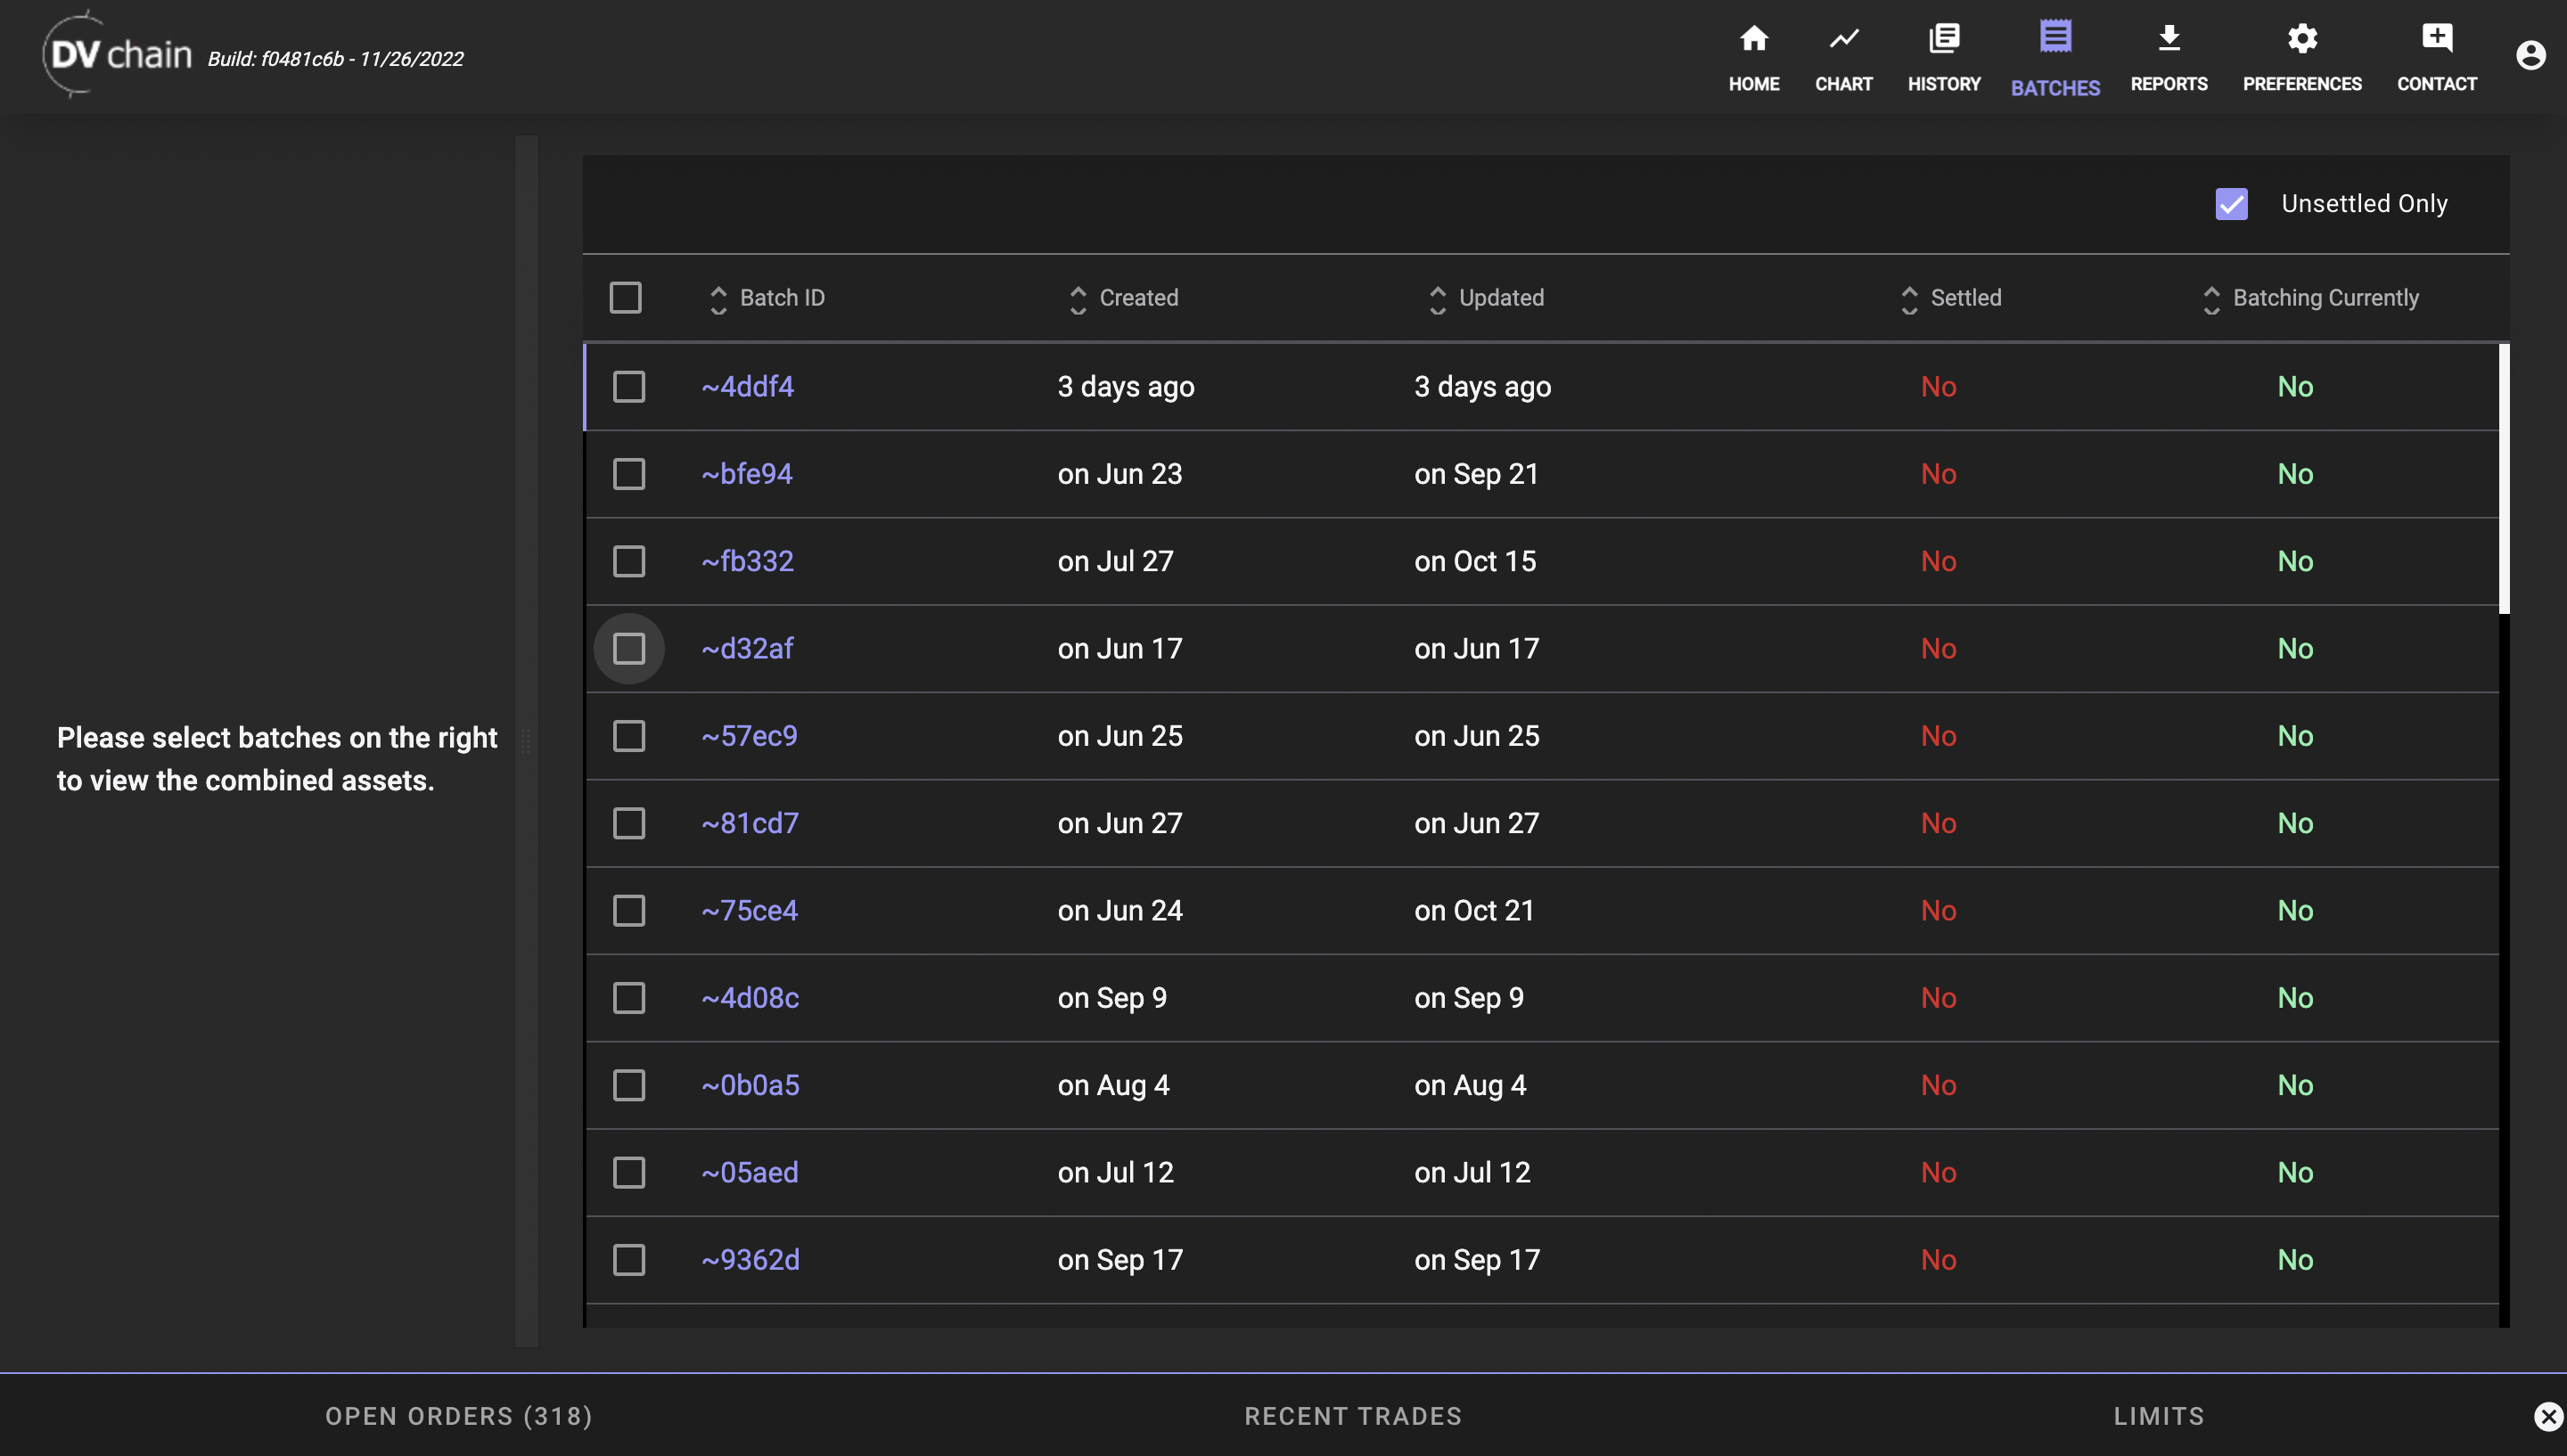 DV chain Build: f0481c6b - 11/26/2022
HOME CHART HISTORY BATCHES REPORTS PREFERENCES CONTACT
Unsettled Only
Batch ID Created Updated Settled Batching Currently
~4ddf4 3 days ago 3 days ago No No
~bfe94 on Jun 23 on Sep 21 No No
~fb332 on Jul 27 on Oct 15 No No
~d32af on Jun 17 on Jun 17 No No
~57ec9 on Jun 25 on Jun 25 No No
~81cd7 on Jun 27 on Jun 27 No No
~75ce4 on Jun 24 on Oct 21 No No
~4d08c on Sep 9 on Sep 9 No No
~0b0a5 on Aug 4 on Aug 4 No No
~05aed on Jul 12 on Jul 12 No No
~9362d on Sep 17 on Sep 17 No No
Please select batches on the right
to view the combined assets.
OPEN ORDERS (318) RECENT TRADES LIMITS